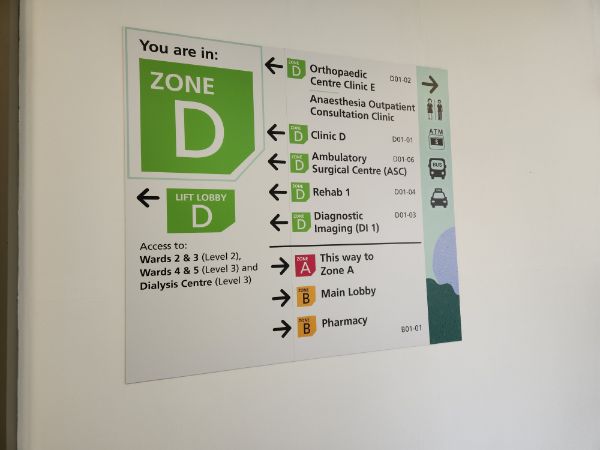 You are in:
ZONE
D
LIFT LOBBY
D
Access to:
Wards 2 & 3 (Level 2),
Wards 4 & 5 (Level 3) and
Dialysis Centre (Level 3)
ZONE D Orthopaedic D01-02
Centre Clinic E
Anaesthesia Outpatient
Consultation Clinic
ZONE D Clinic D D01-01
ZONE D Ambulatory D01-06
Surgical Centre (ASC)
ZONE D Rehab 1 D01-04
ZONE D Diagnostic D01-03
Imaging (DI 1)
ZONE A This way to
Zone A
ZONE B Main Lobby
ZONE B Pharmacy B01-01
ATM
$
BUS